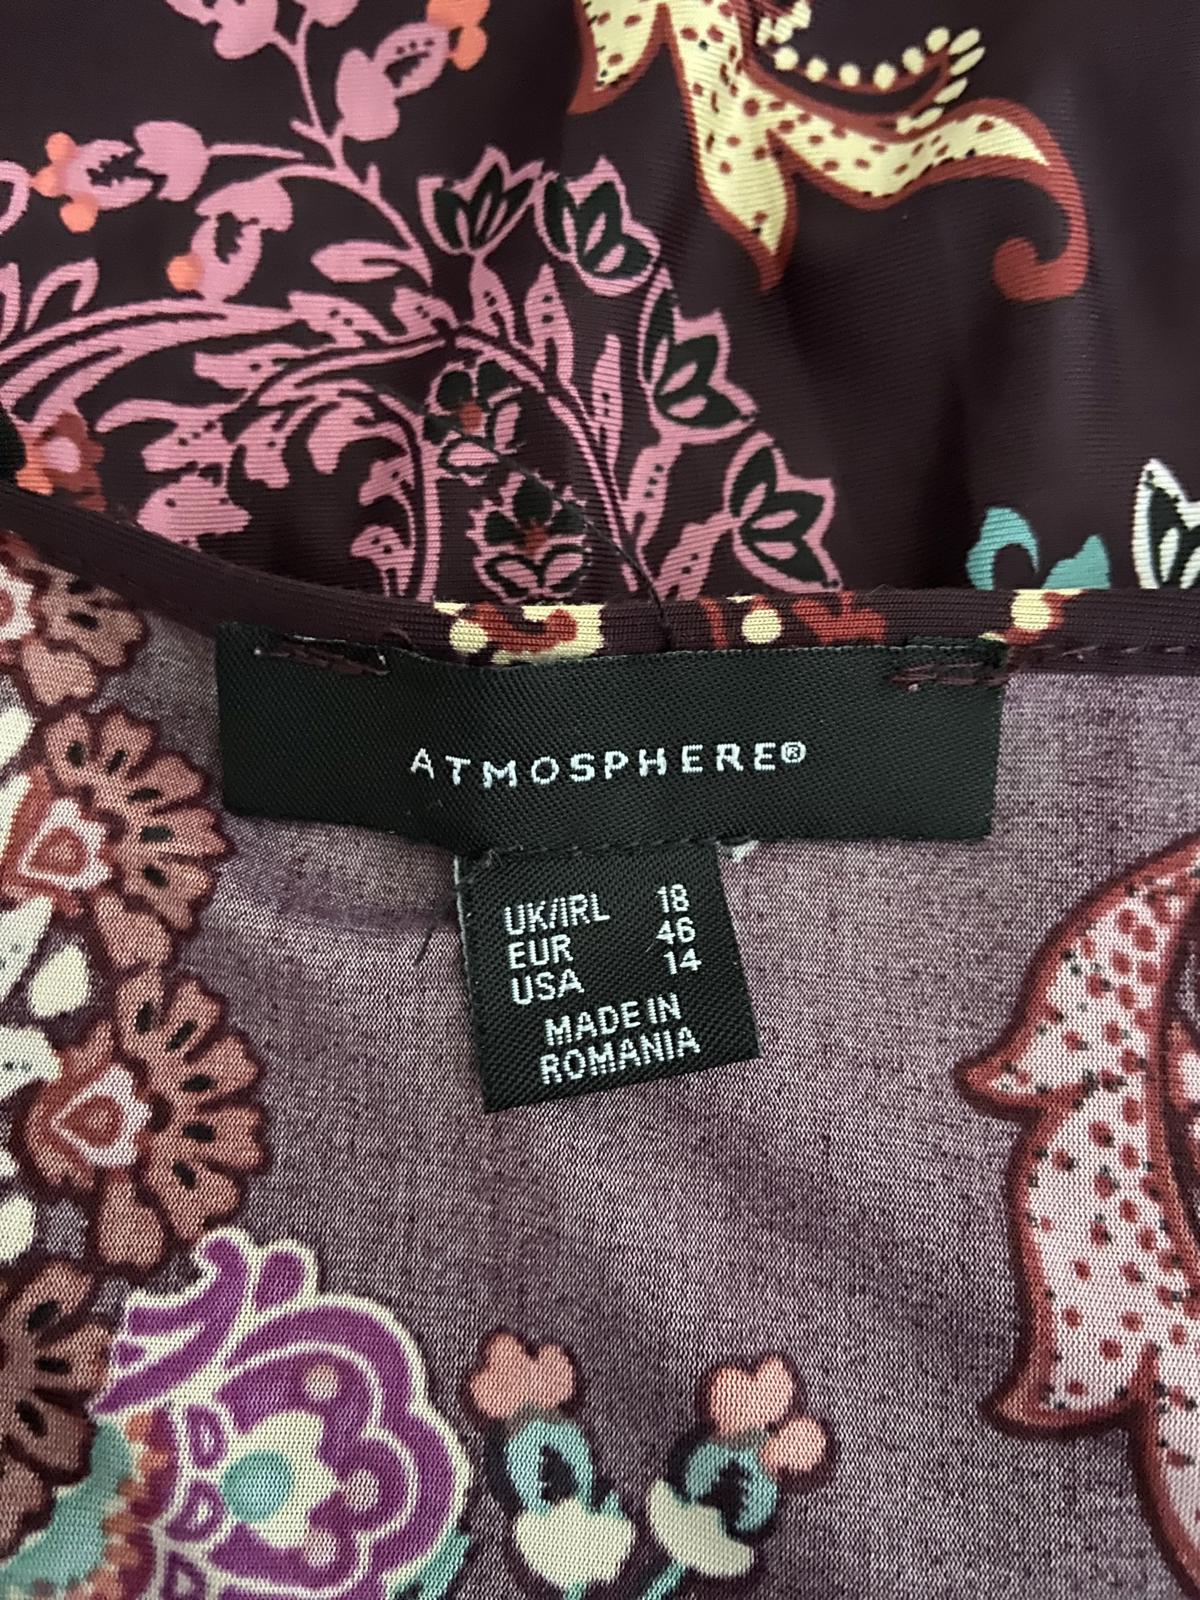 ATMOSPHERE®
UK/IRL 18
EUR 46
USA 14
MADE IN
ROMANIA